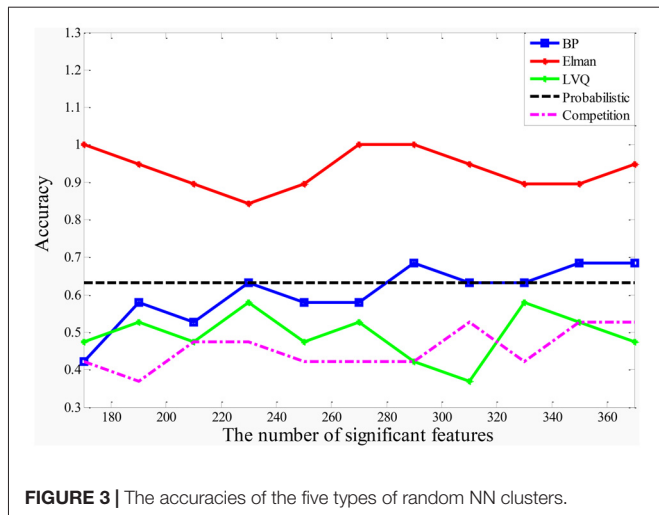 1.3
1.2
1.1
1
0.9
0.8
0.7
0.6
0.5
0.4
0.3
Accuracy
BP
Elman
LVQ
Probabilistic
Competition
180 200 220 240 260 280 300 320 340 360
The number of significant features
FIGURE 3 | The accuracies of the five types of random NN clusters.